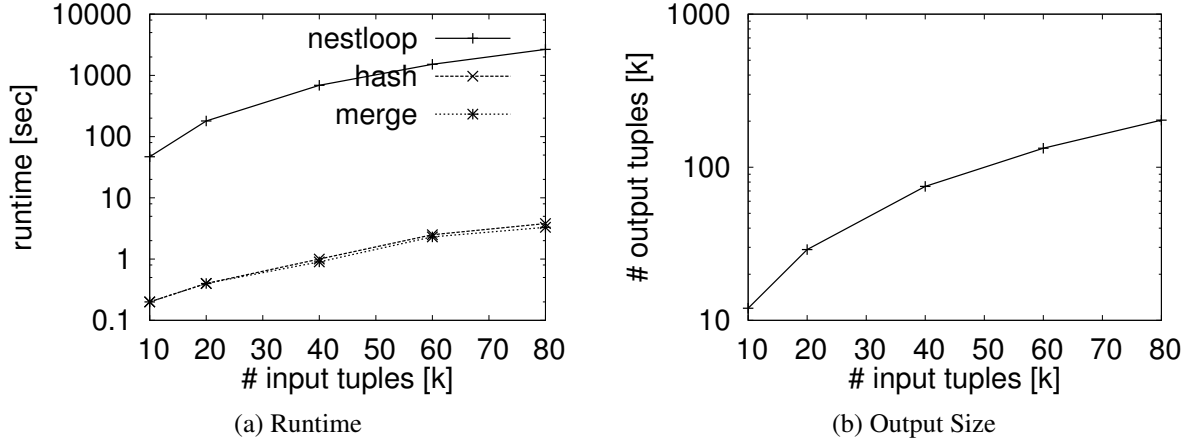 10000
1000
100
10
1
0.1
runtime [sec]
nestloop
hash
merge
10 20 30 40 50 60 70 80
# input tuples [k]
(a) Runtime
1000
100
10
# output tuples [k]
10 20 30 40 50 60 70 80
# input tuples [k]
(b) Output Size